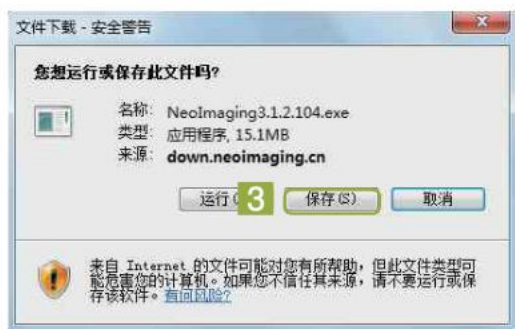 文件下载 - 安全警告
您想运行或保存此文件吗?
名称: NeoImaging3.1.2.104.exe
类型: 应用程序, 15.1MB
来源: down.neoimaging.cn
运行(
3
保存(S)
取消
来自 Internet 的文件可能对您有所帮助，但此文件类型可
能危害您的计算机。如果您不信任其来源，请不要运行或保
存该软件。有何风险?